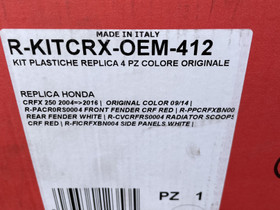 MADE IN ITALY
R-KITCRX-OEM-412
KIT PLASTICHE REPLICA 4 PZ COLORE ORIGINALE
REPLICA HONDA
CRFX 250 2004=>2016 | ORIGINAL COLOR 09/14 |
R-PACR0RS0004 FRONT FENDER CRF RED | R-PPCRFXBN00
REAR FENDER WHITE | R-CVCRFRS0004 RADIATOR SCOOPS
CRF RED | R-FICRFXBN004 SIDE PANELS.WHITE |
PZ 1